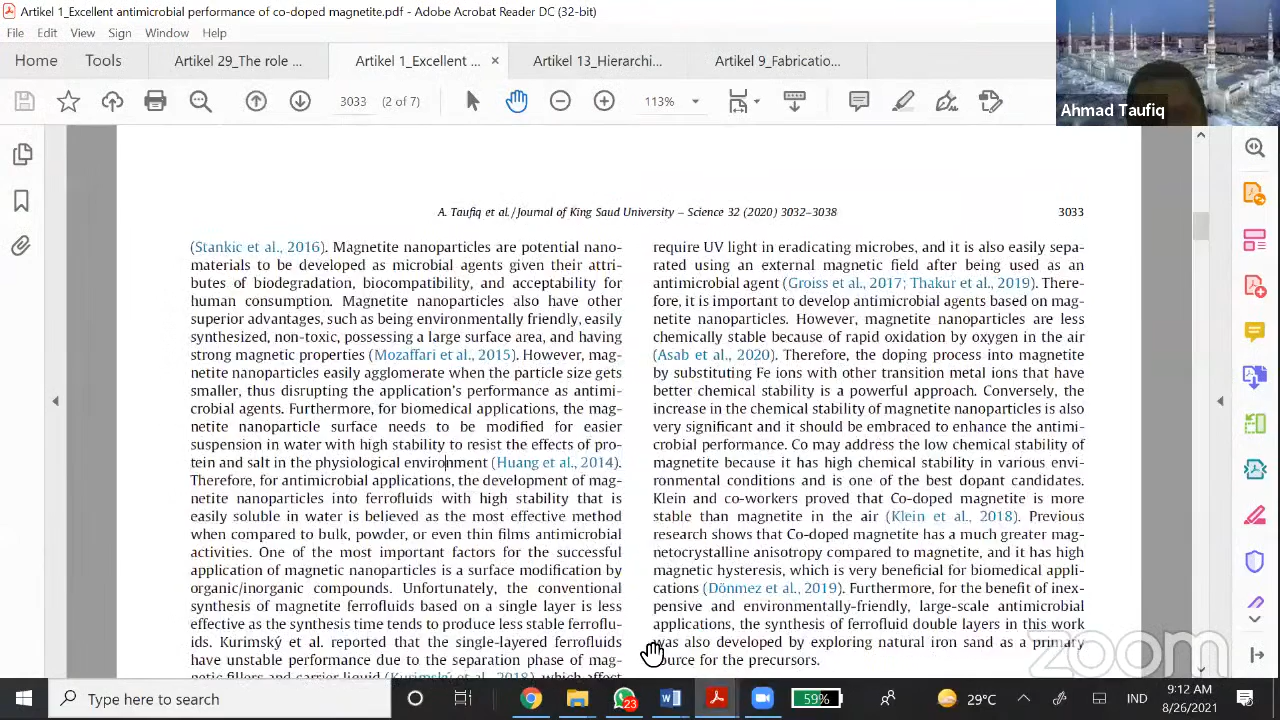 Artikel 1_Excellent antimicrobial performance of co-doped magnetite.pdf - Adobe Acrobat Reader DC (32-bit)
File Edit View Sign Window Help
Home Tools Artikel 29_The role ... Artikel 1_Excellent ... × Artikel 13_Hierarchi... Artikel 9_Fabricatio...
3033 (2 of 7) 113%
Ahmad Taufiq
A. Taufiq et al./Journal of King Saud University – Science 32 (2020) 3032–3038 3033
(Stankic et al., 2016). Magnetite nanoparticles are potential nano-
materials to be developed as microbial agents given their attri-
butes of biodegradation, biocompatibility, and acceptability for
human consumption. Magnetite nanoparticles also have other
superior advantages, such as being environmentally friendly, easily
synthesized, non-toxic, possessing a large surface area, and having
strong magnetic properties (Mozaffari et al., 2015). However, mag-
netite nanoparticles easily agglomerate when the particle size gets
smaller, thus disrupting the application's performance as antimi-
crobial agents. Furthermore, for biomedical applications, the mag-
netite nanoparticle surface needs to be modified for easier
suspension in water with high stability to resist the effects of pro-
tein and salt in the physiological environment (Huang et al., 2014).
Therefore, for antimicrobial applications, the development of mag-
netite nanoparticles into ferrofluids with high stability that is
easily soluble in water is believed as the most effective method
when compared to bulk, powder, or even thin films antimicrobial
activities. One of the most important factors for the successful
application of magnetic nanoparticles is a surface modification by
organic/inorganic compounds. Unfortunately, the conventional
synthesis of magnetite ferrofluids based on a single layer is less
effective as the synthesis time tends to produce less stable ferroflu-
ids. Kurimský et al. reported that the single-layered ferrofluids
have unstable performance due to the separation phase of mag-
netic fillers and carrier liquid (Kurimský et al., 2018), which affect
require UV light in eradicating microbes, and it is also easily sepa-
rated using an external magnetic field after being used as an
antimicrobial agent (Groiss et al., 2017; Thakur et al., 2019). There-
fore, it is important to develop antimicrobial agents based on mag-
netite nanoparticles. However, magnetite nanoparticles are less
chemically stable because of rapid oxidation by oxygen in the air
(Asab et al., 2020). Therefore, the doping process into magnetite
by substituting Fe ions with other transition metal ions that have
better chemical stability is a powerful approach. Conversely, the
increase in the chemical stability of magnetite nanoparticles is also
very significant and it should be embraced to enhance the antimi-
crobial performance. Co may address the low chemical stability of
magnetite because it has high chemical stability in various envi-
ronmental conditions and is one of the best dopant candidates.
Klein and co-workers proved that Co-doped magnetite is more
stable than magnetite in the air (Klein et al., 2018). Previous
research shows that Co-doped magnetite has a much greater mag-
netocrystalline anisotropy compared to magnetite, and it has high
magnetic hysteresis, which is very beneficial for biomedical appli-
cations (Dönmez et al., 2019). Furthermore, for the benefit of inex-
pensive and environmentally-friendly, large-scale antimicrobial
applications, the synthesis of ferrofluid double layers in this work
was also developed by exploring natural iron sand as a primary
source for the precursors.
zoom
Type here to search 23 59% 29°C IND 9:12 AM
8/26/2021